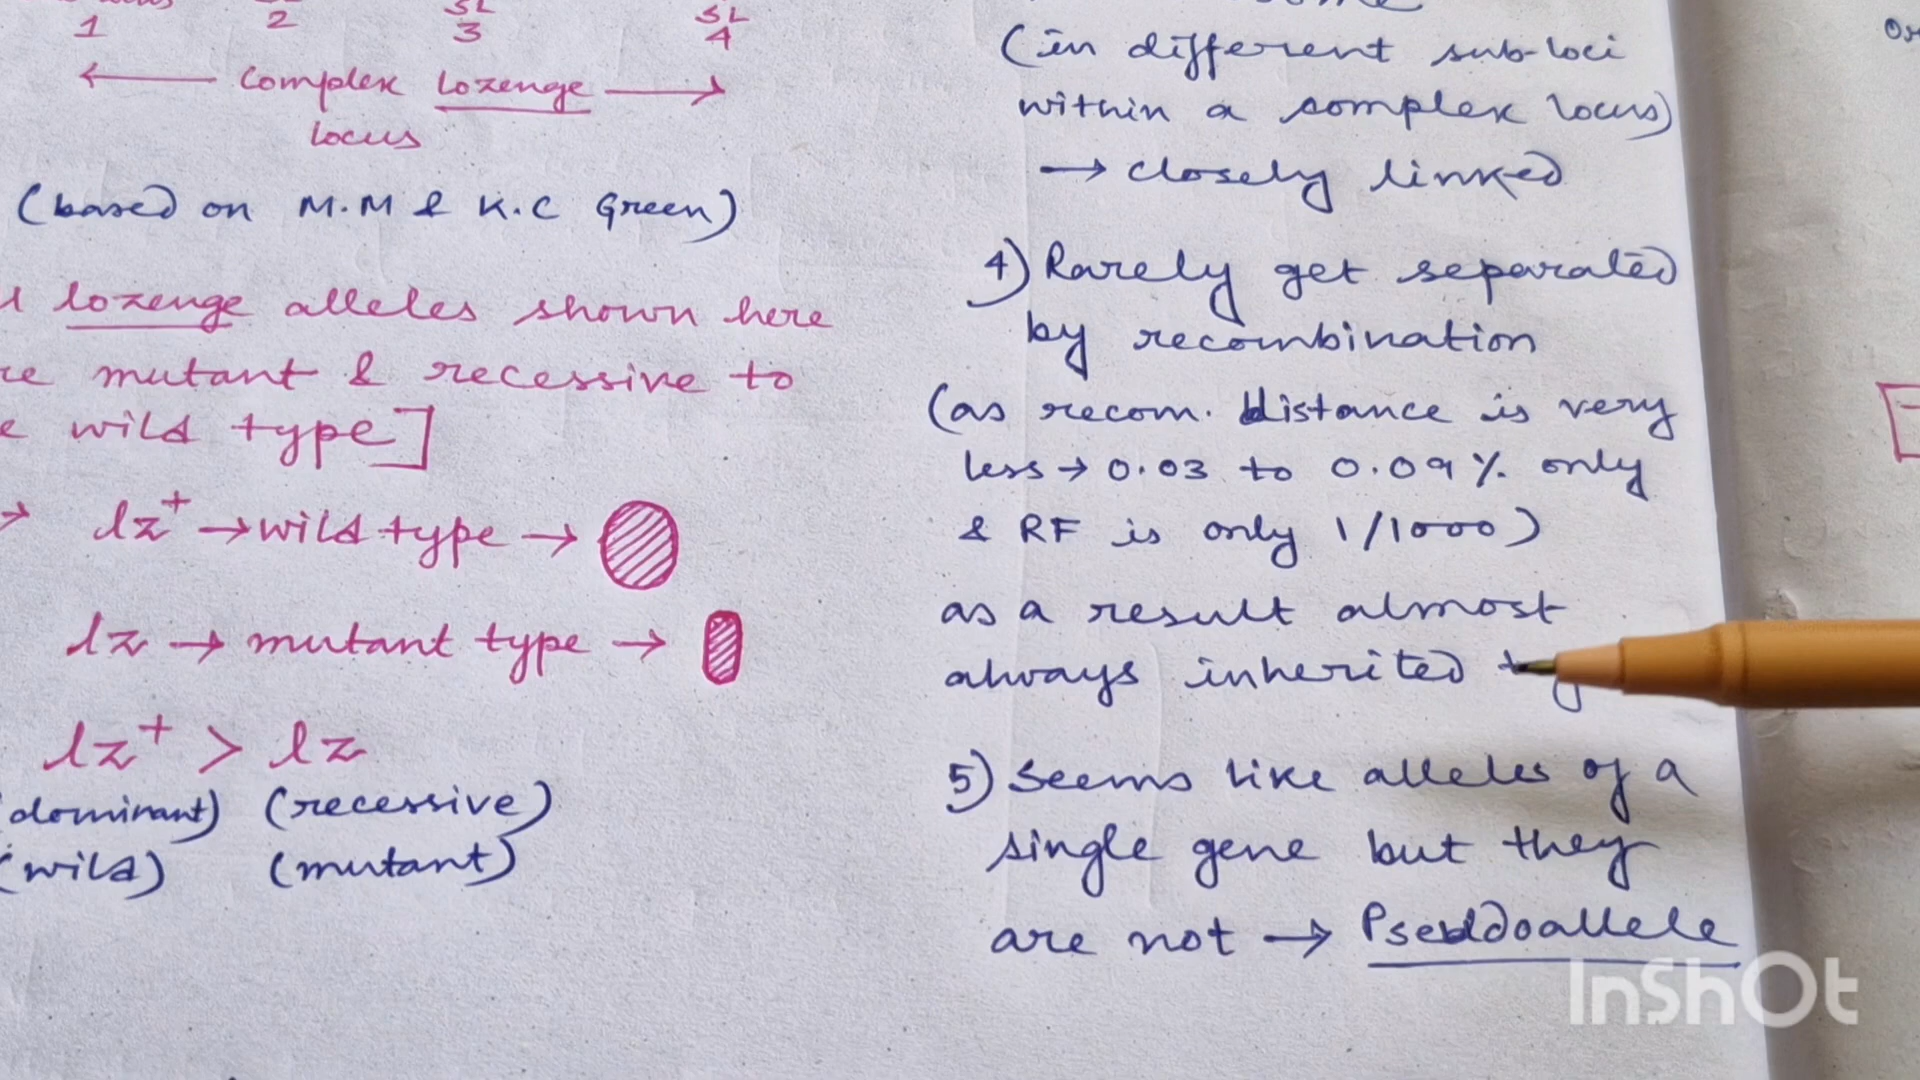 1 2 SL 3 SL 4
Complex lozenge
locus
(based on M.M & K.C Green)
lozenge alleles shown here
mutant & recessive to
wild type]
lz+ → wild type →
lz → mutant type →
lz+ > lz
(dominant) (recessive)
(wild) (mutant)
(in different sub-loci
within a complex locus)
→ closely linked
4) Rarely get separated
by recombination
(as recom. distance is very
less → 0.03 to 0.09% only
& RF is only 1/1000)
as a result almost
always inherited
5) Seems like alleles of a
single gene but they
are not → Pseudoallele
InShOt